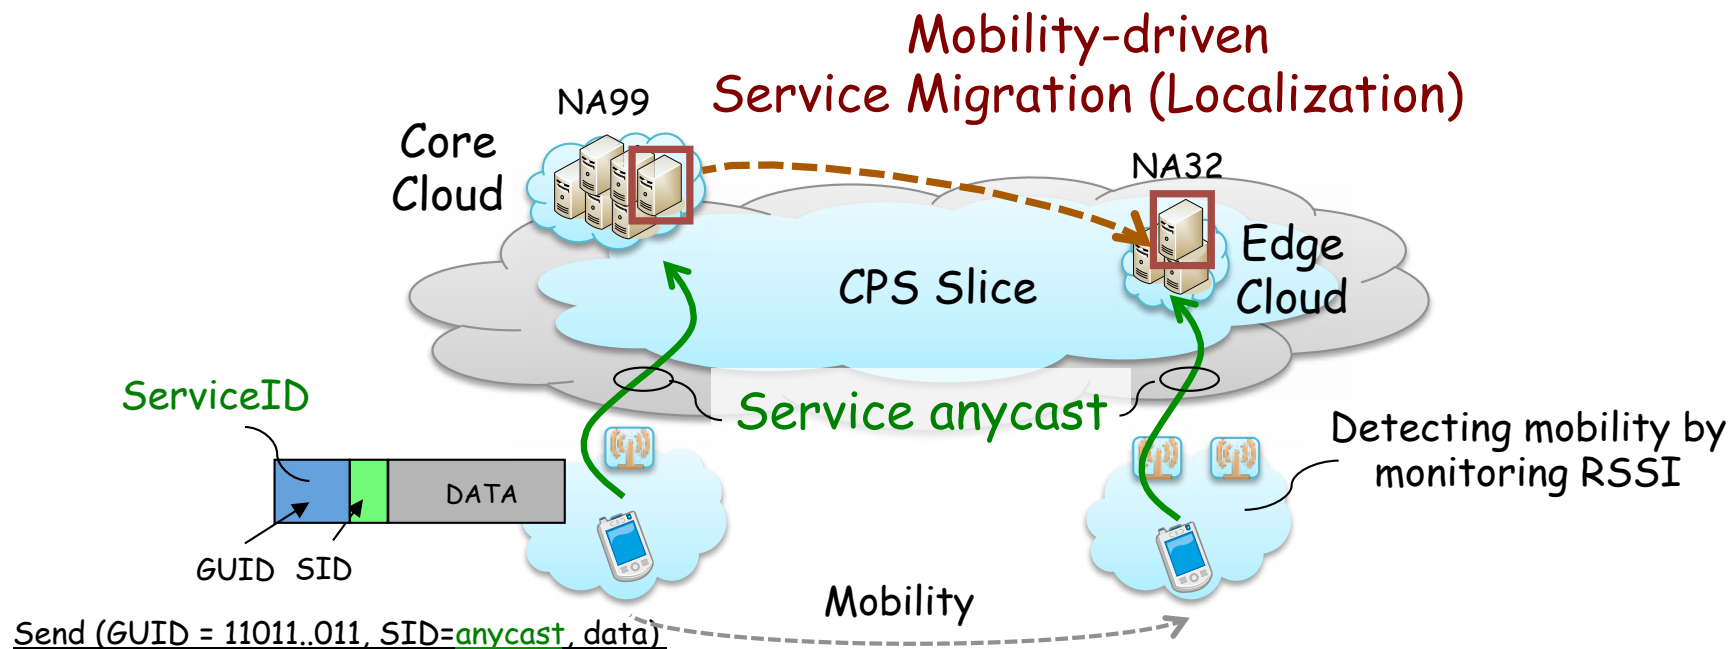 Mobility-driven
Service Migration (Localization)
NA99
Core
Cloud
NA32
Edge
Cloud
CPS Slice
ServiceID
Service anycast
Detecting mobility by
monitoring RSSI
DATA
GUID SID
Mobility
Send (GUID = 11011..011, SID=anycast, data)